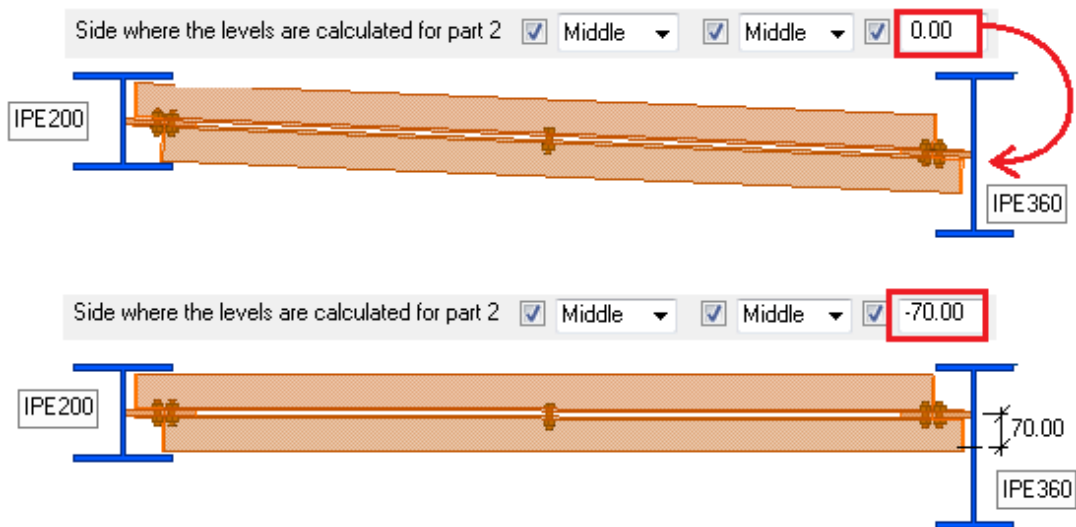 Side where the levels are calculated for part 2 Middle Middle 0.00
IPE200
IPE360
Side where the levels are calculated for part 2 Middle Middle -70.00
IPE200
70.00
IPE360